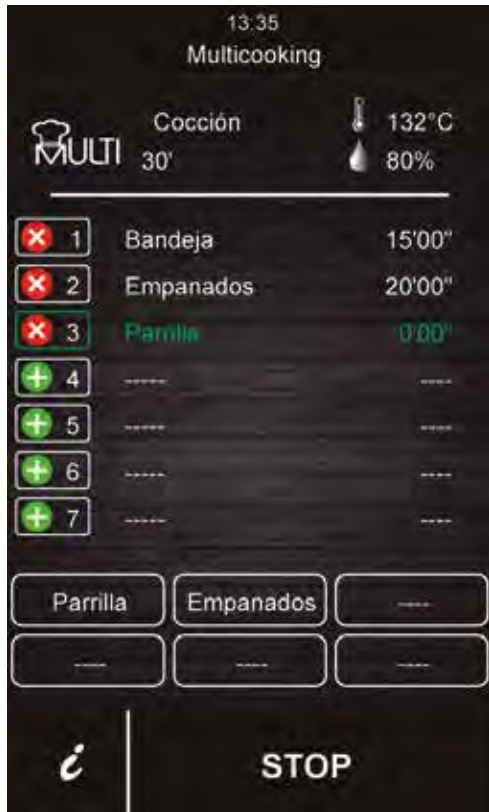 13:35
Multicooking
MULTI
Cocción 132°C
30' 80%
1 Bandeja 15'00"
2 Empanados 20'00"
3 Parrilla 0'00"
4 ----- ----
5 ----- ----
6 ----- ----
7 ----- ----
Parrilla Empanados ----
---- ---- ----
i STOP